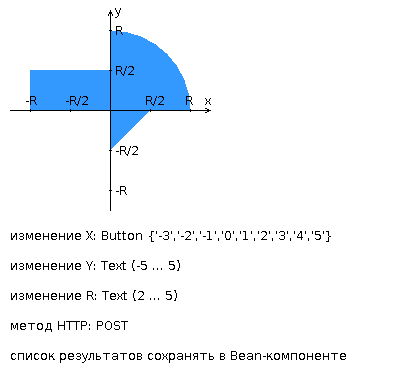 y
R
R/2
-R -R/2 R/2 R x
-R/2
-R
изменение X: Button {'-3','-2','-1','0','1','2','3','4','5'}
изменение Y: Text (-5 ... 5)
изменение R: Text (2 ... 5)
метод HTTP: POST
список результатов сохранять в Bean-компоненте